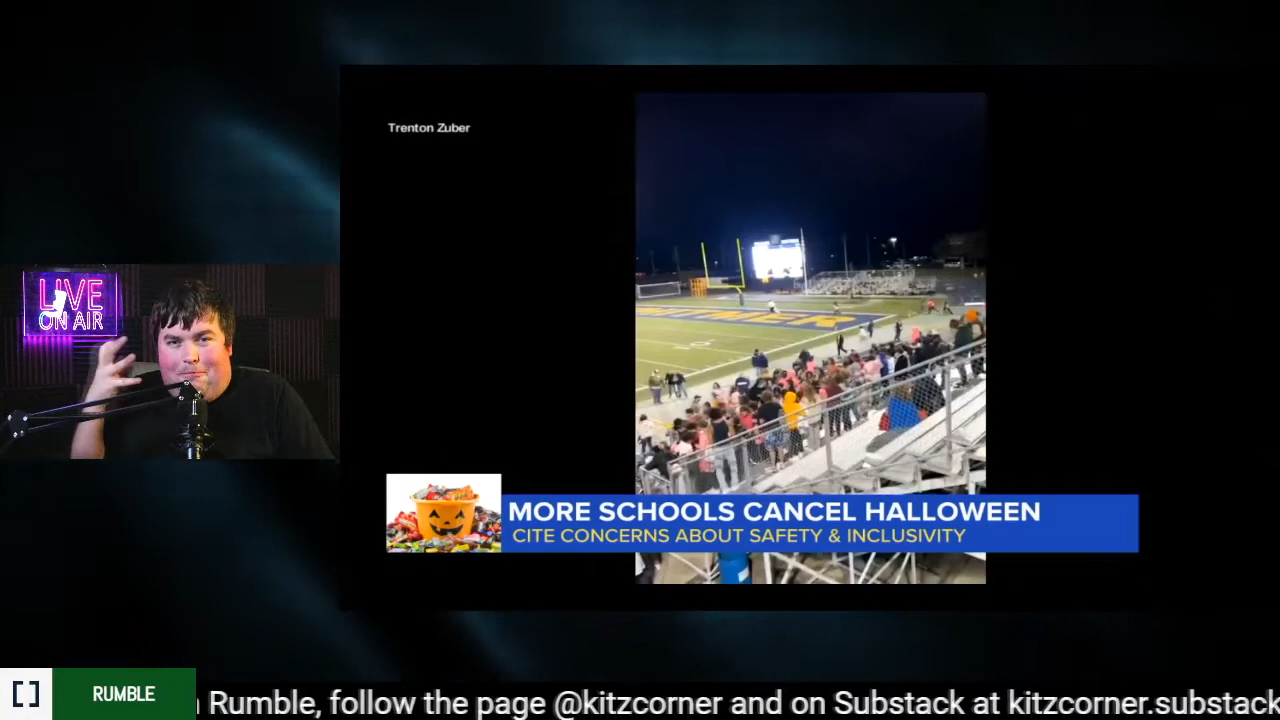 Trenton Zuber
LIVE
ON AIR
MORE SCHOOLS CANCEL HALLOWEEN
CITE CONCERNS ABOUT SAFETY & INCLUSIVITY
RUMBLE
Rumble, follow the page @kitzcorner and on Substack at kitzcorner.substack